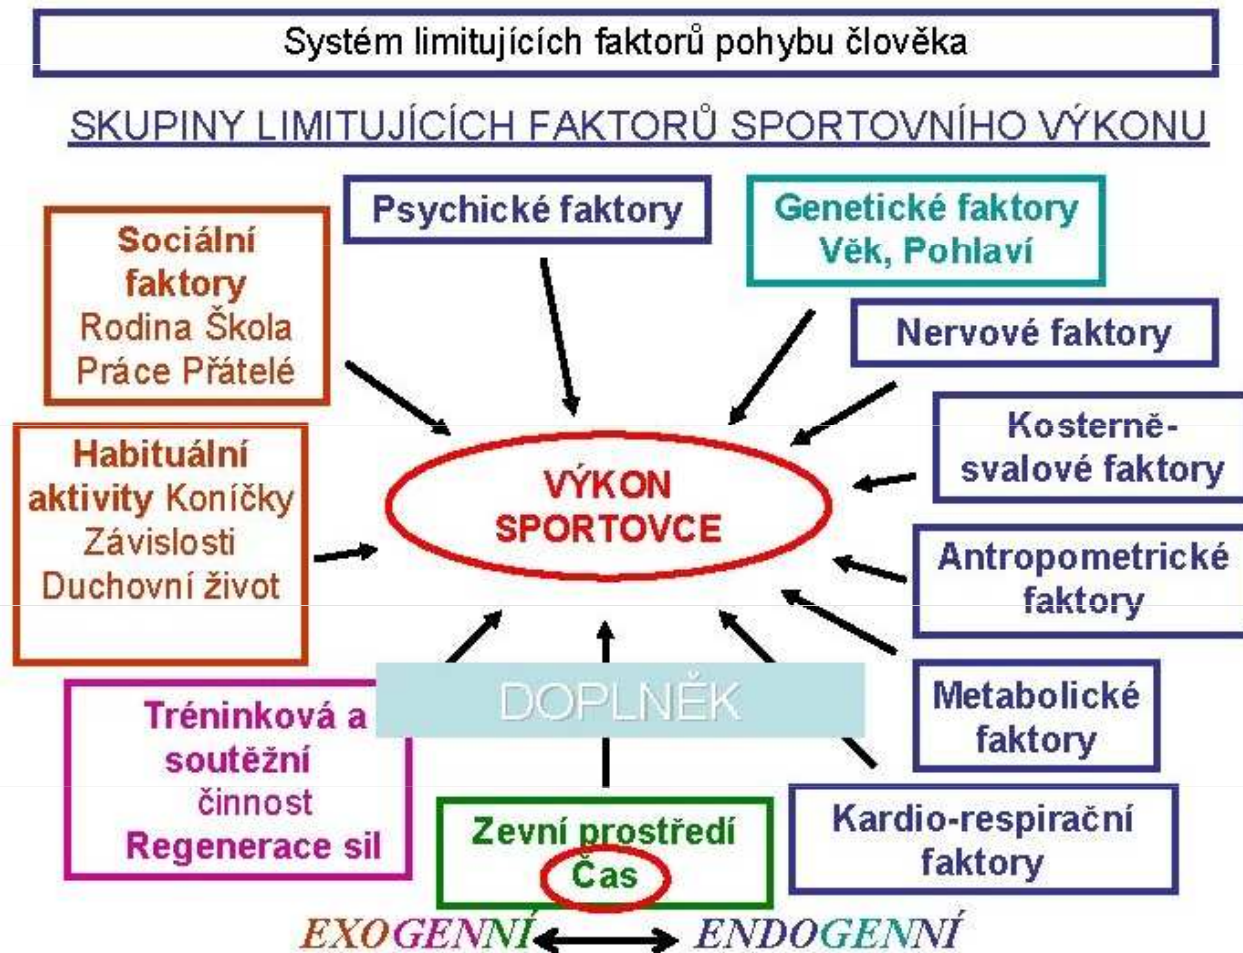 Systém limitujících faktorů pohybu člověka
SKUPINY LIMITUJÍCÍCH FAKTORŮ SPORTOVNÍHO VÝKONU
Psychické faktory
Genetické faktory
Věk, Pohlaví
Sociální
faktory
Rodina Škola
Práce Přátelé
Nervové faktory
Kosterně-
svalové faktory
Habituální
aktivity Koníčky
Závislosti
Duchovní život
VÝKON
SPORTOVCE
Antropometrické
faktory
DOPLNĚK
Metabolické
faktory
Tréninková a
soutěžní
činnost
Regenerace sil
Zevní prostředí
Čas
Kardio-respirační
faktory
EXOGENNÍ
ENDOGENNÍ